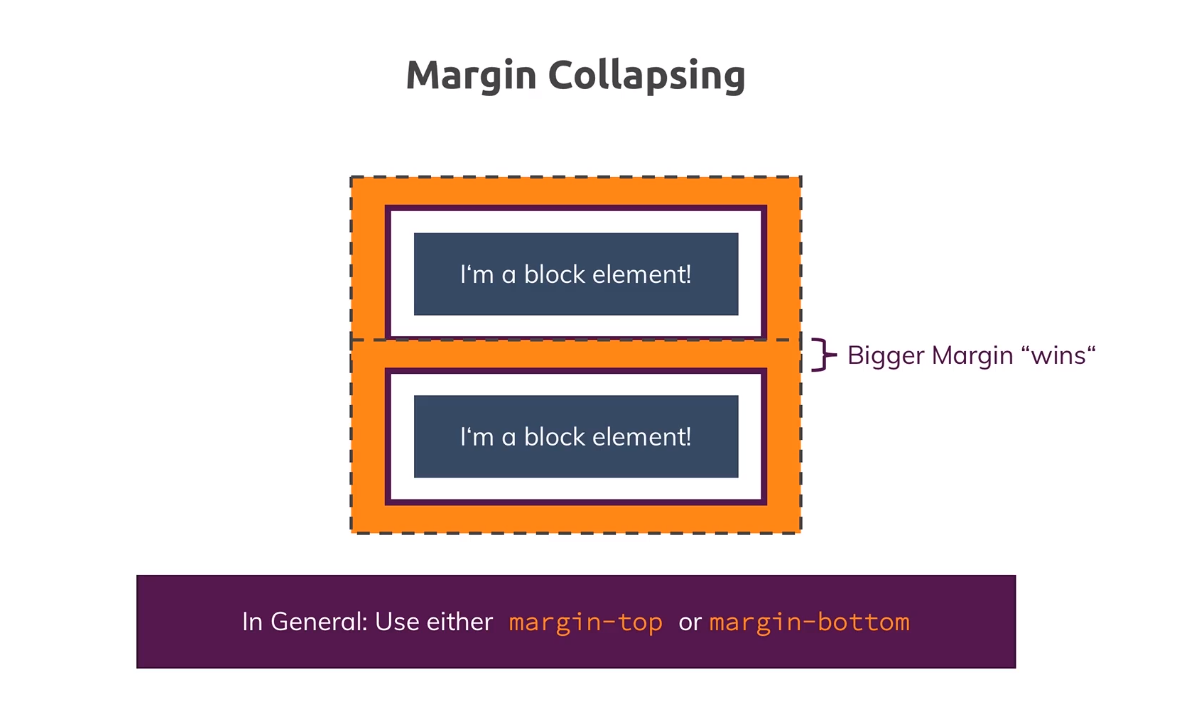 Margin Collapsing
I‘m a block element!
Bigger Margin “wins“
I‘m a block element!
In General: Use either margin-top or margin-bottom